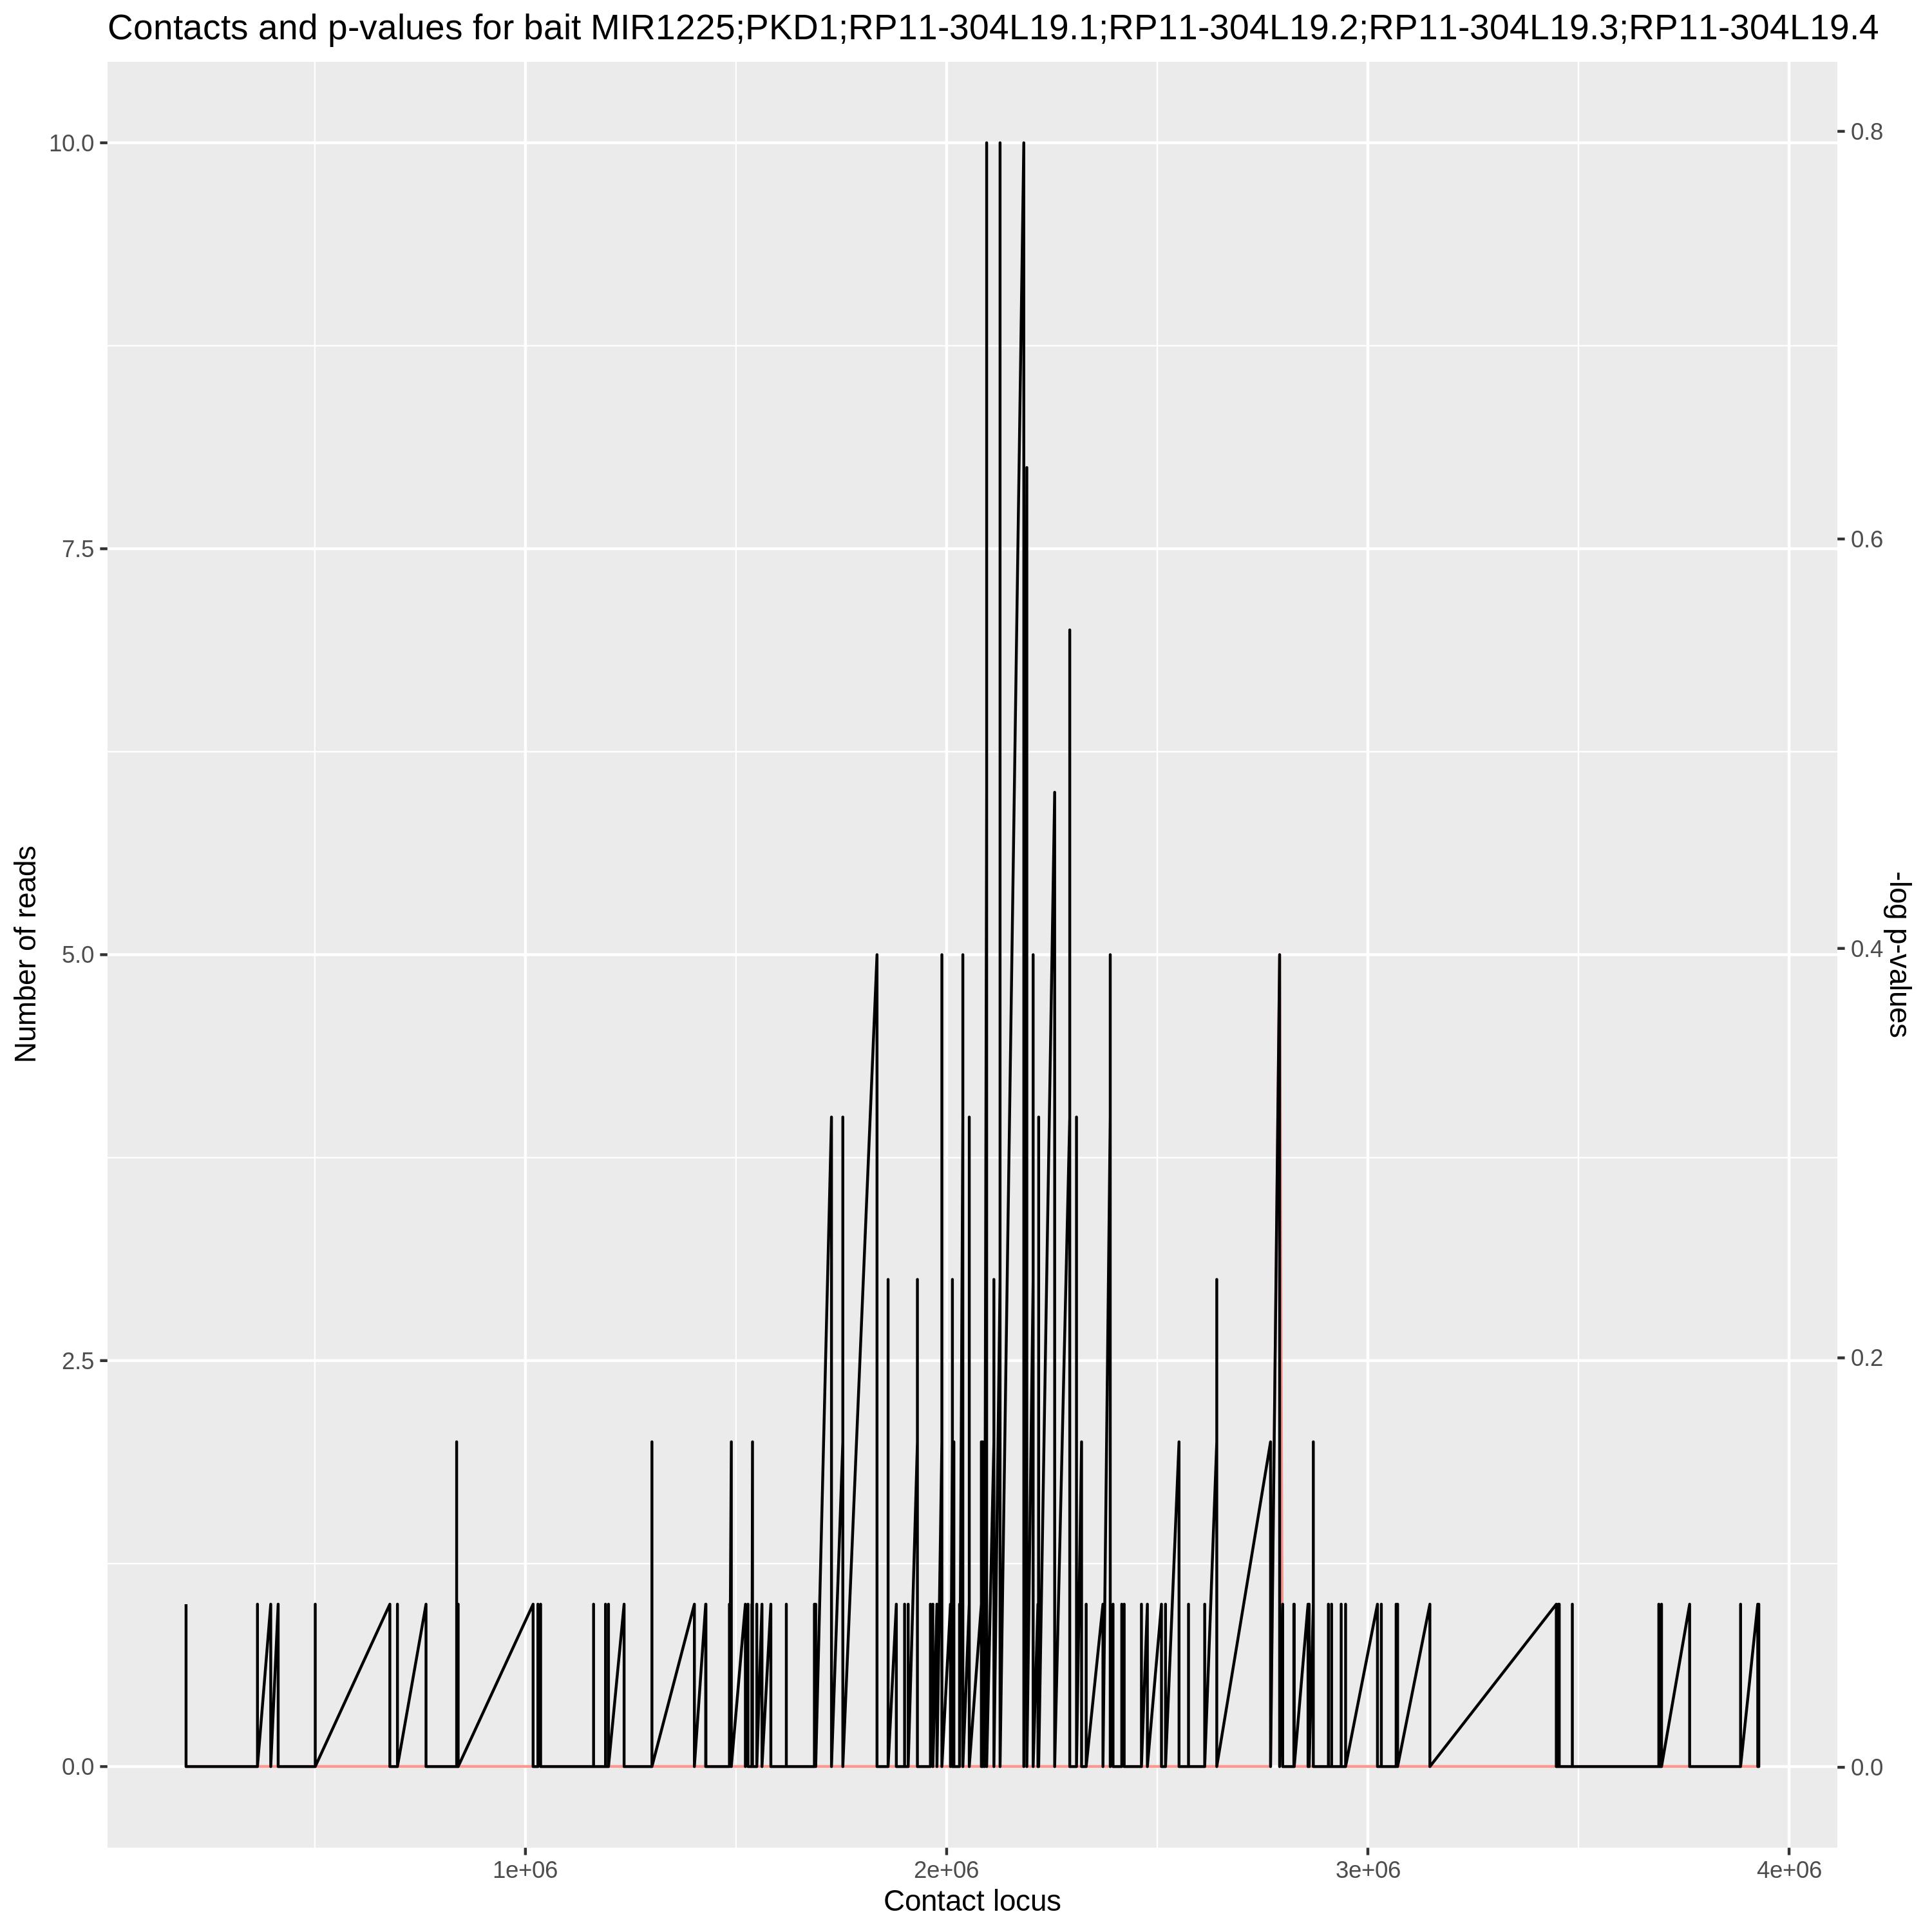 Contacts and p-values for bait MIR1225;PKD1;RP11-304L19.1;RP11-304L19.2;RP11-304L19.3;RP11-304L19.4
10.0
7.5
5.0
2.5
0.0
Number of reads
0.8
0.6
0.4
0.2
0.0
-log p-values
1e+06 2e+06 3e+06 4e+06
Contact locus